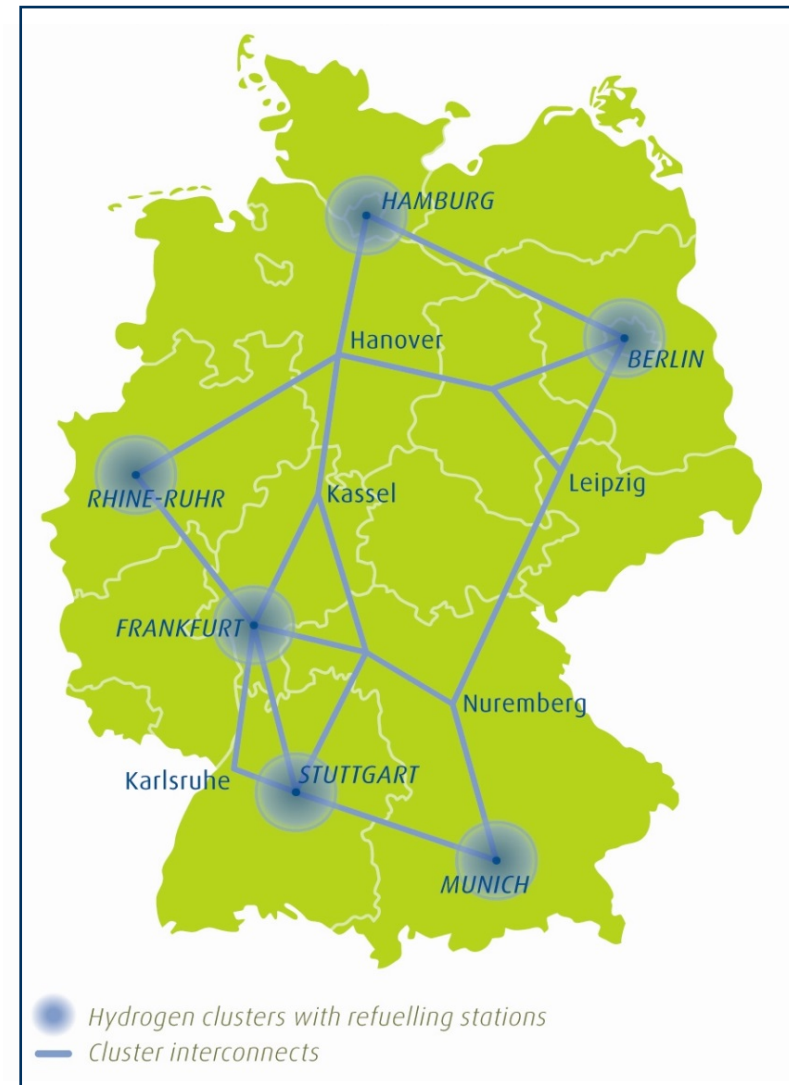 HAMBURG
Hanover
BERLIN
RHINE-RUHR
Kassel
Leipzig
FRANKFURT
Nuremberg
Karlsruhe
STUTTGART
MUNICH
Hydrogen clusters with refuelling stations
Cluster interconnects